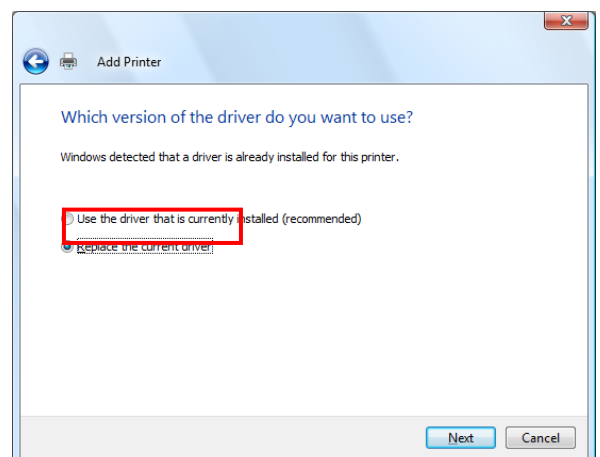 Add Printer
Which version of the driver do you want to use?
Windows detected that a driver is already installed for this printer.
Use the driver that is currently installed (recommended)
Replace the current driver
Next
Cancel